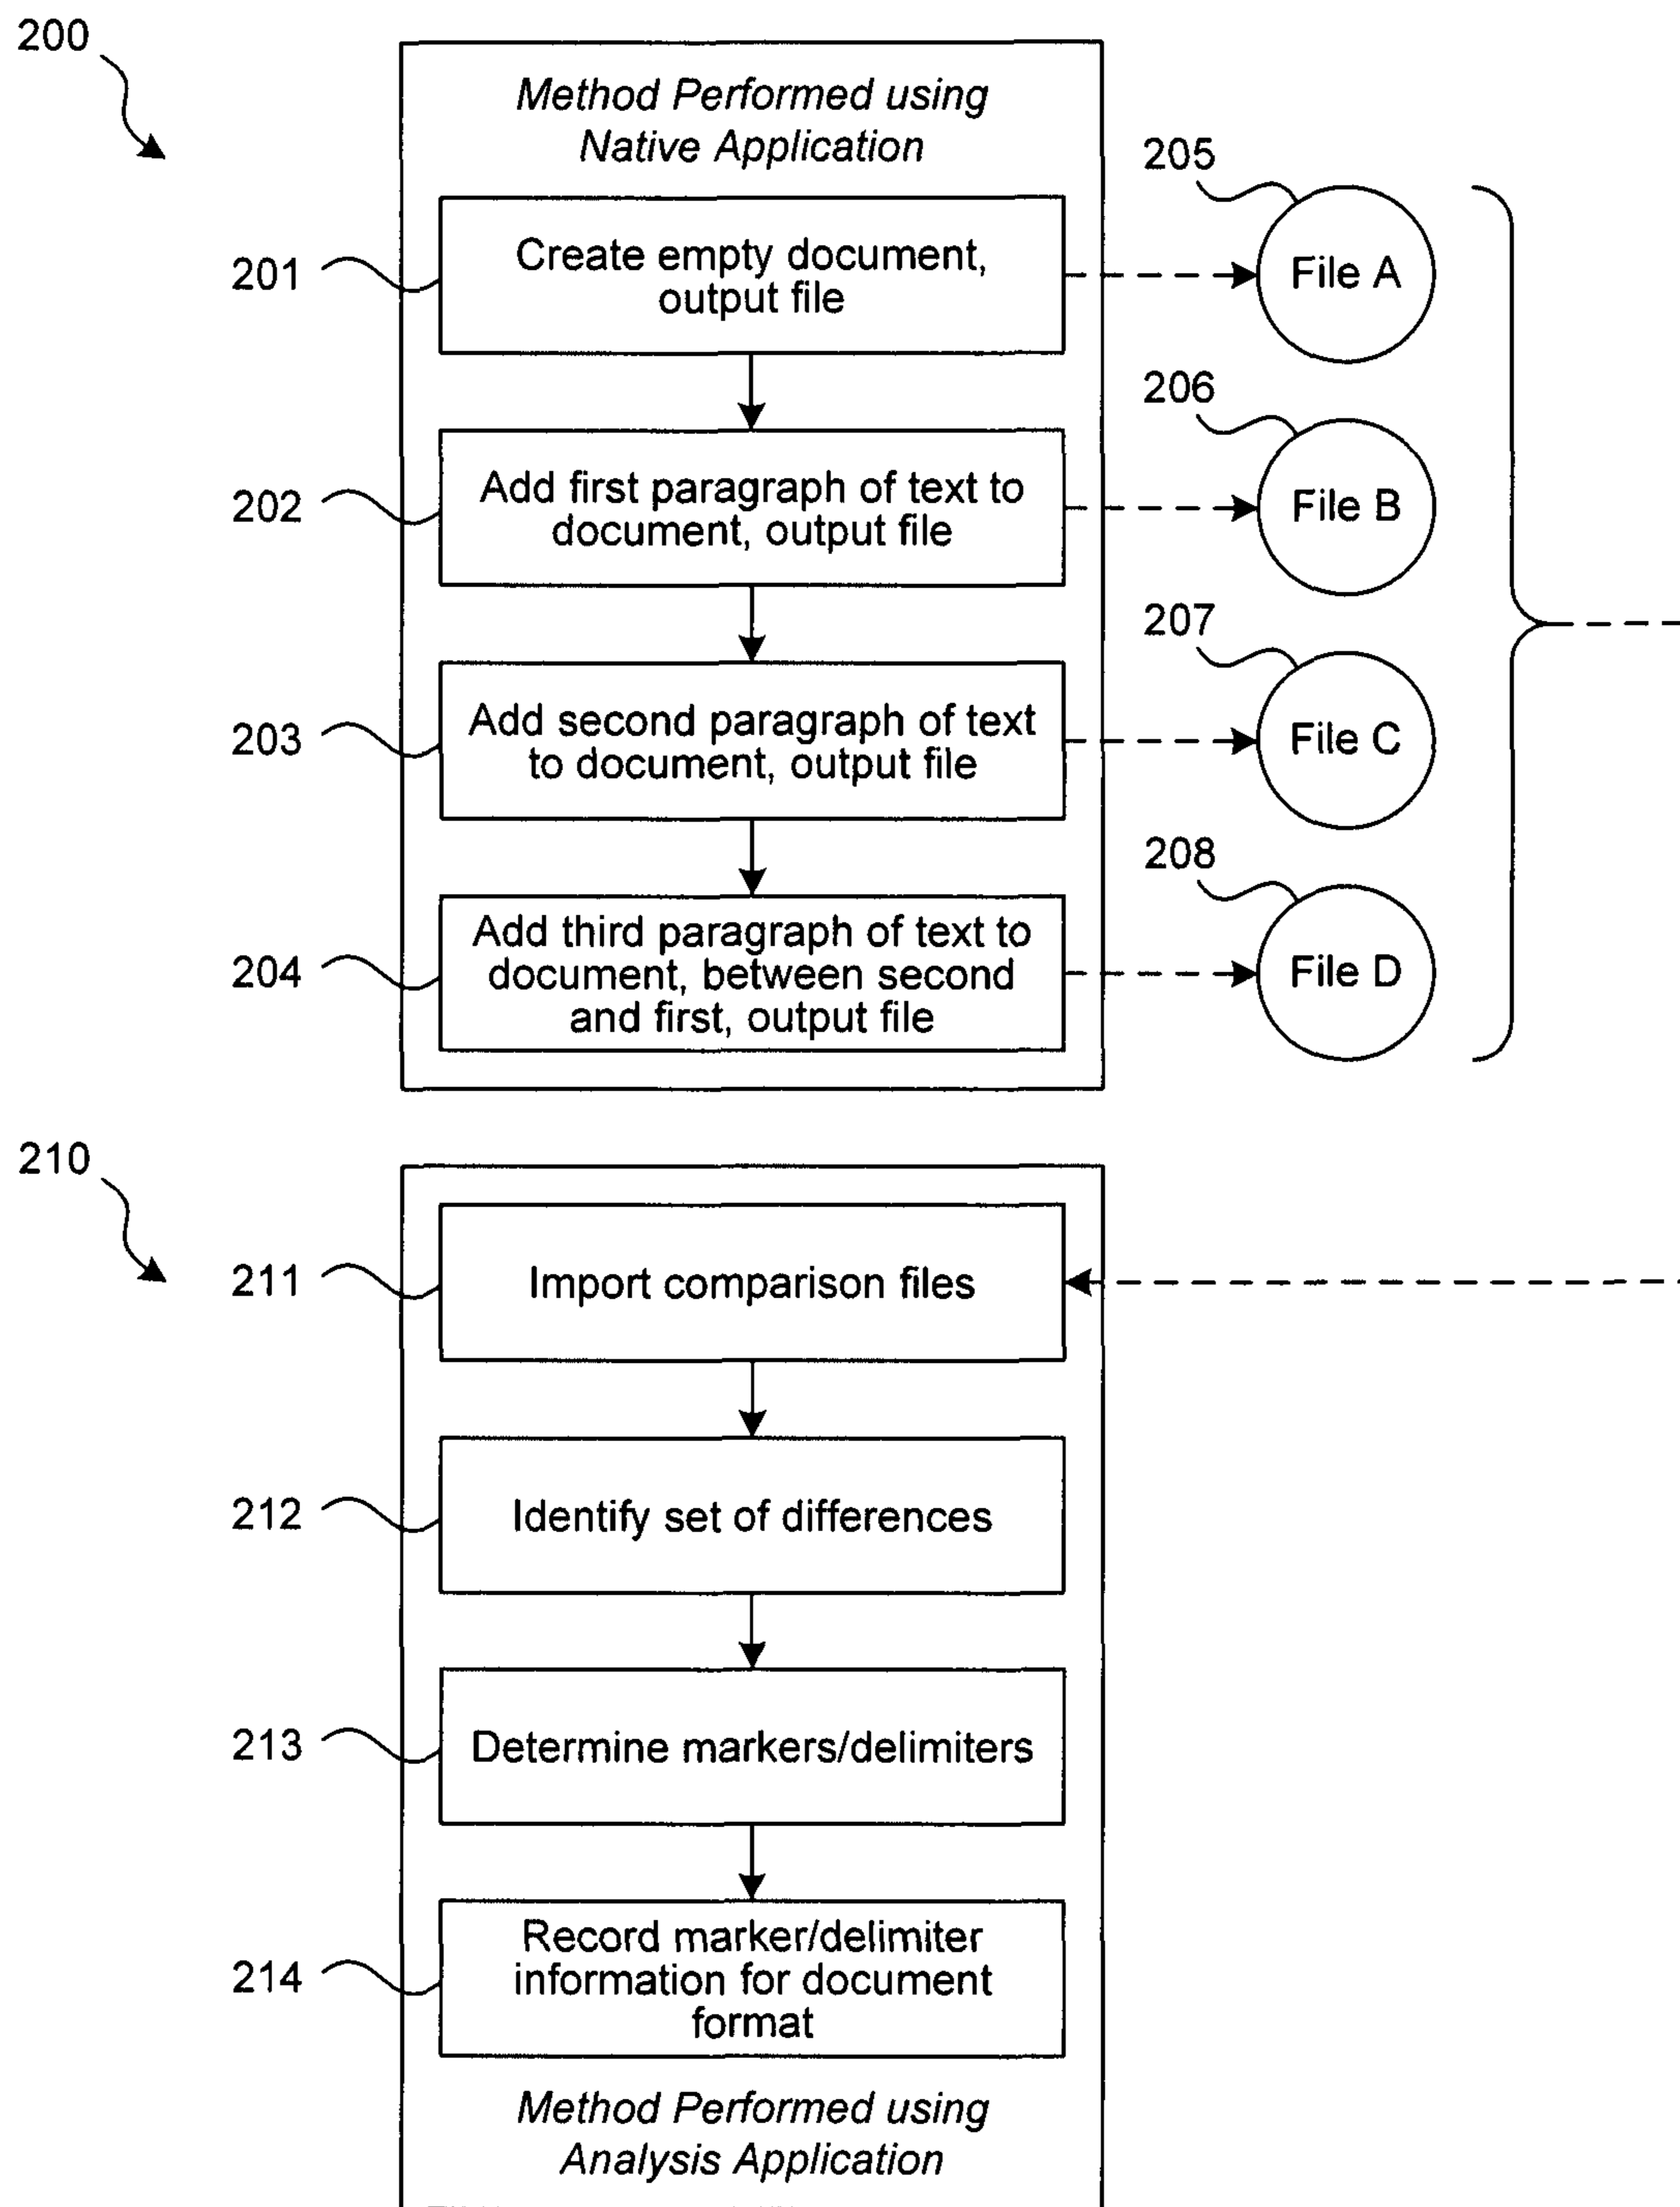 200
Method Performed using
Native Application
205
201
Create empty document,
output file
File A
206
202
Add first paragraph of text to
document, output file
File B
207
203
Add second paragraph of text
to document, output file
File C
208
204
Add third paragraph of text to
document, between second
and first, output file
File D
210
211
Import comparison files
212
Identify set of differences
213
Determine markers/delimiters
214
Record marker/delimiter
information for document
format
Method Performed using
Analysis Application